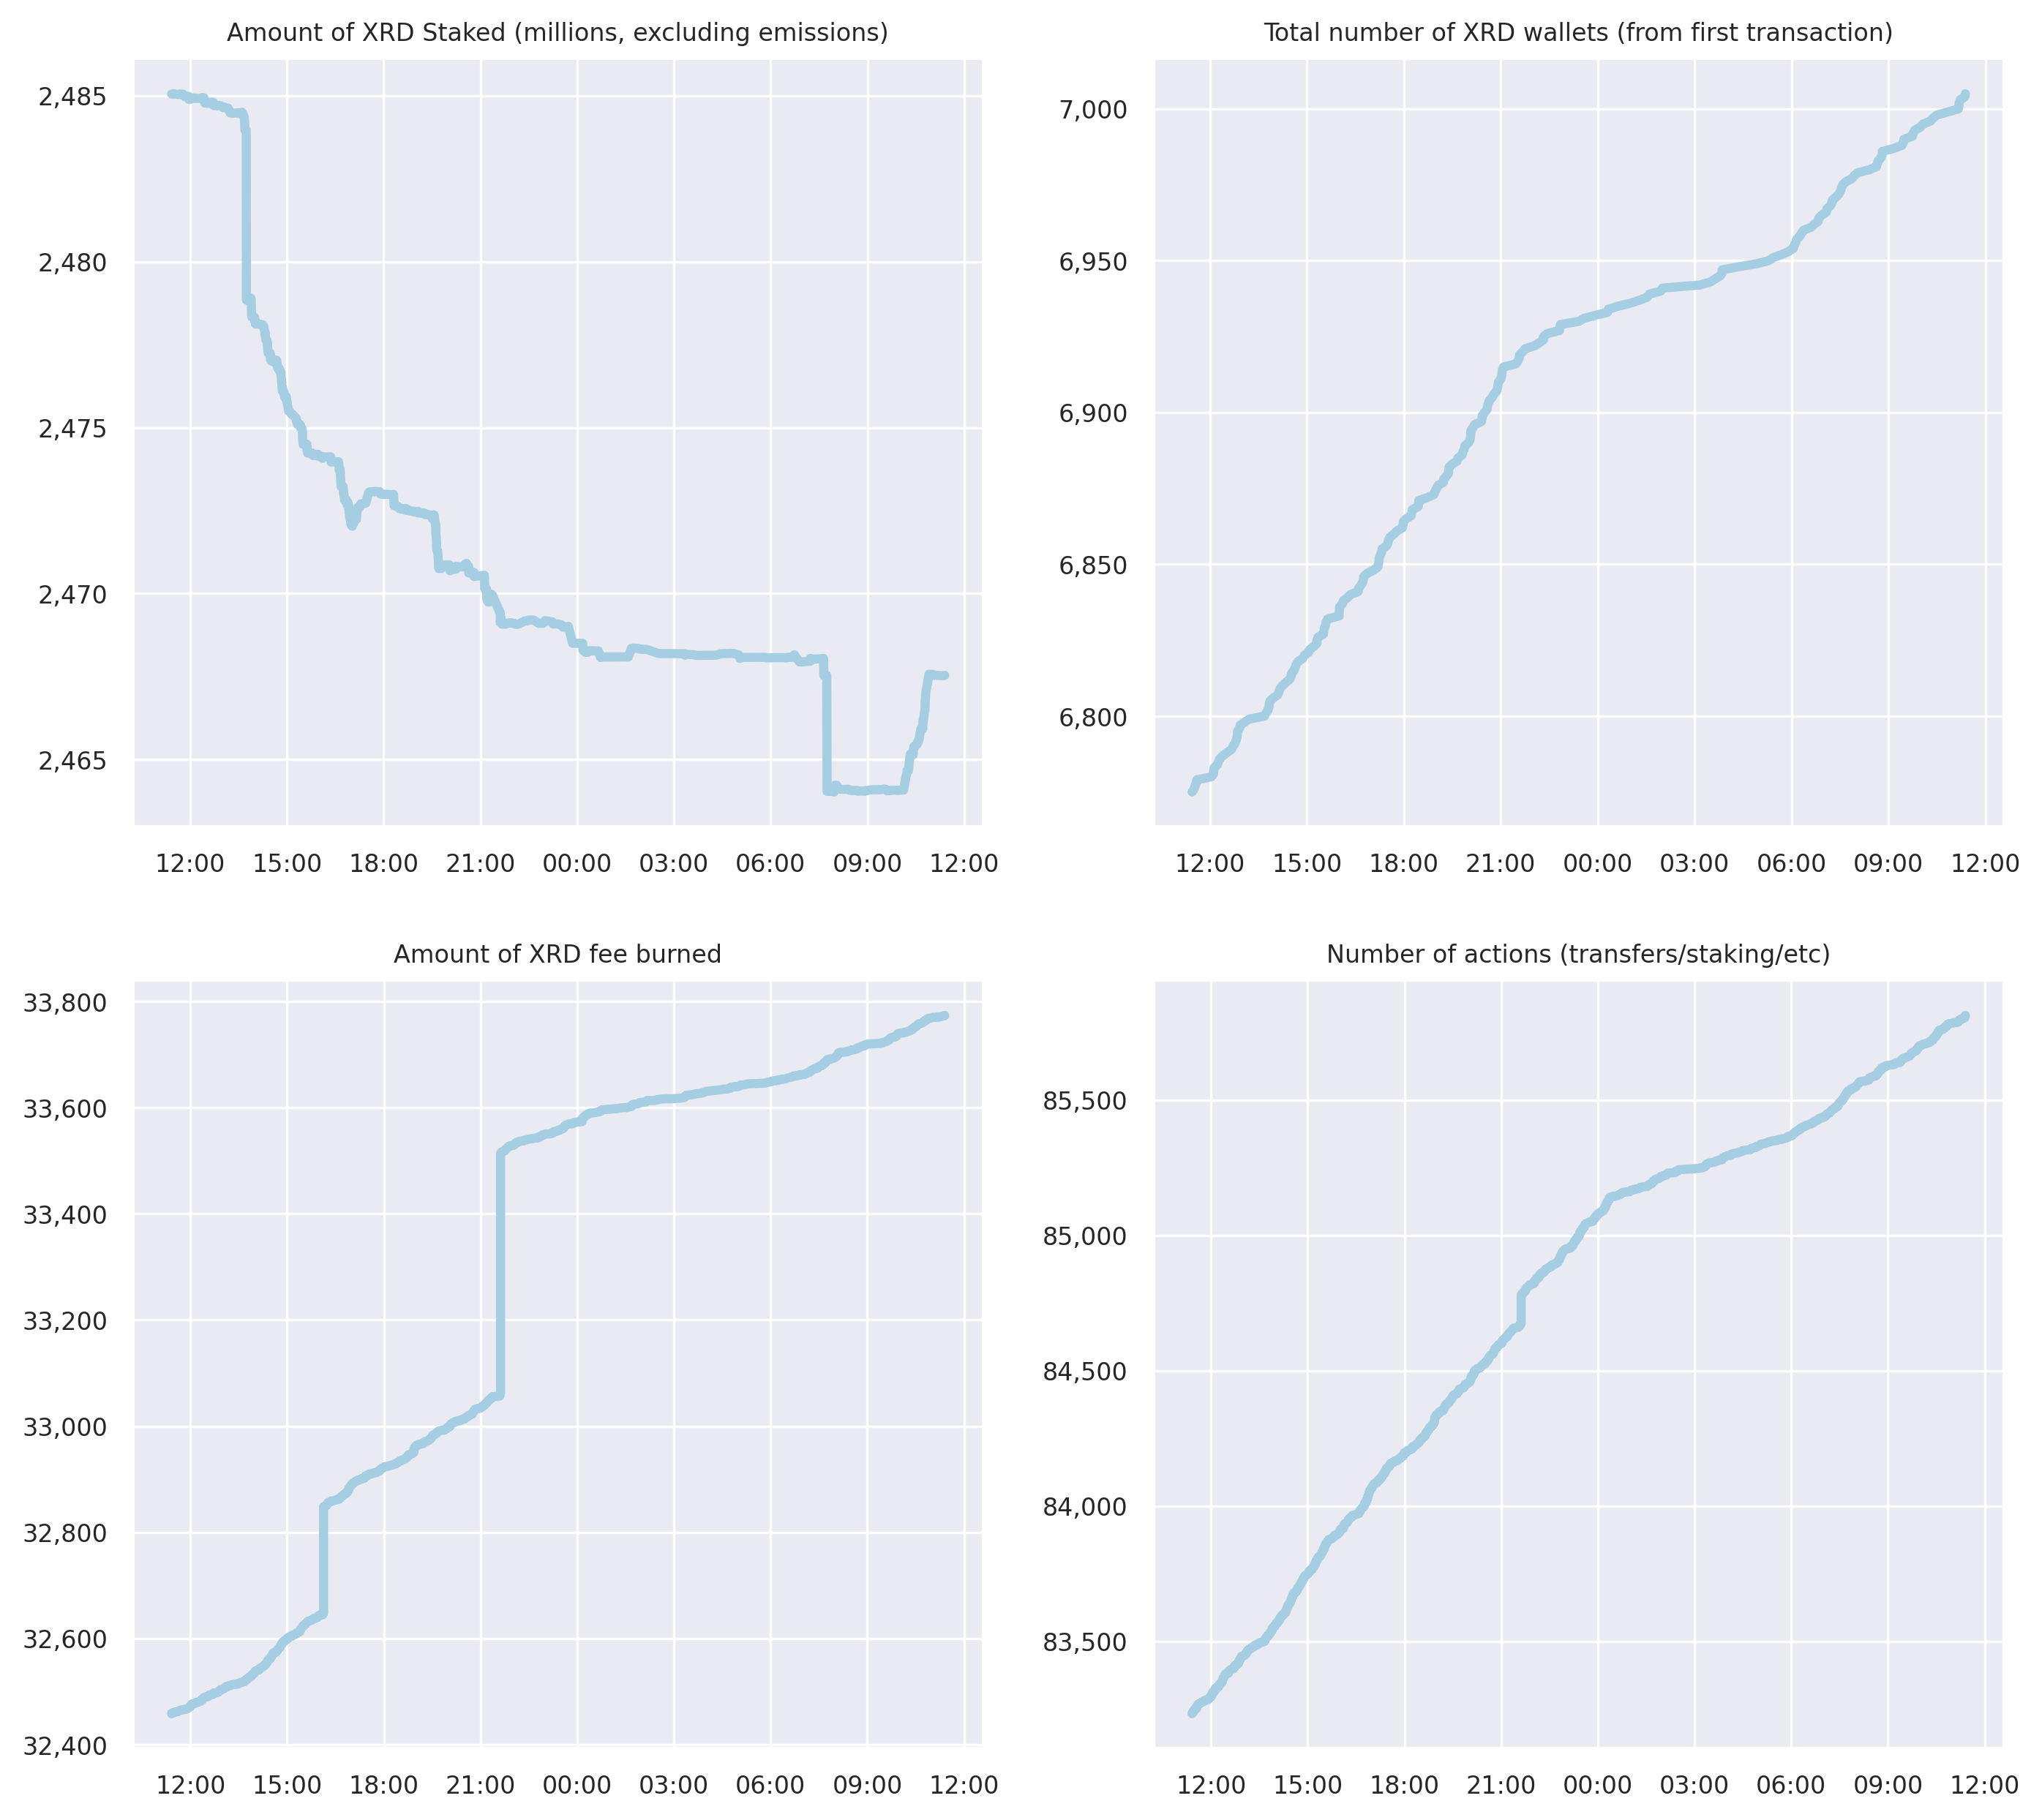 Amount of XRD Staked (millions, excluding emissions)
2,485
2,480
2,475
2,470
2,465
12:00 15:00 18:00 21:00 00:00 03:00 06:00 09:00 12:00
Total number of XRD wallets (from first transaction)
7,000
6,950
6,900
6,850
6,800
12:00 15:00 18:00 21:00 00:00 03:00 06:00 09:00 12:00
Amount of XRD fee burned
33,800
33,600
33,400
33,200
33,000
32,800
32,600
32,400
12:00 15:00 18:00 21:00 00:00 03:00 06:00 09:00 12:00
Number of actions (transfers/staking/etc)
85,500
85,000
84,500
84,000
83,500
12:00 15:00 18:00 21:00 00:00 03:00 06:00 09:00 12:00